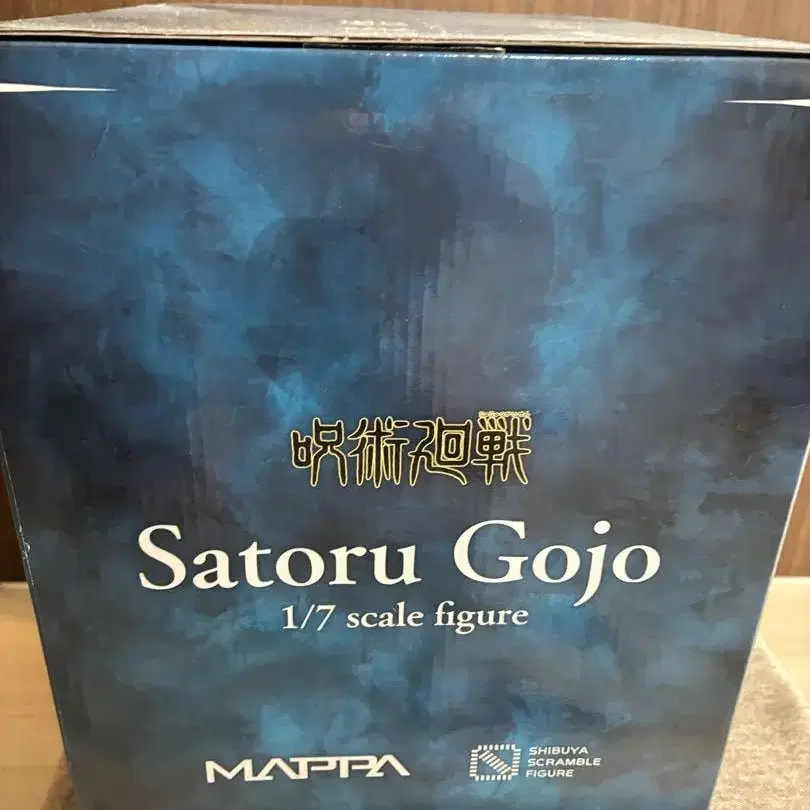 呪術廻戦
Satoru Gojo
1/7 scale figure
MAPPA
SHIBUYA
SCRAMBLE
FIGURE